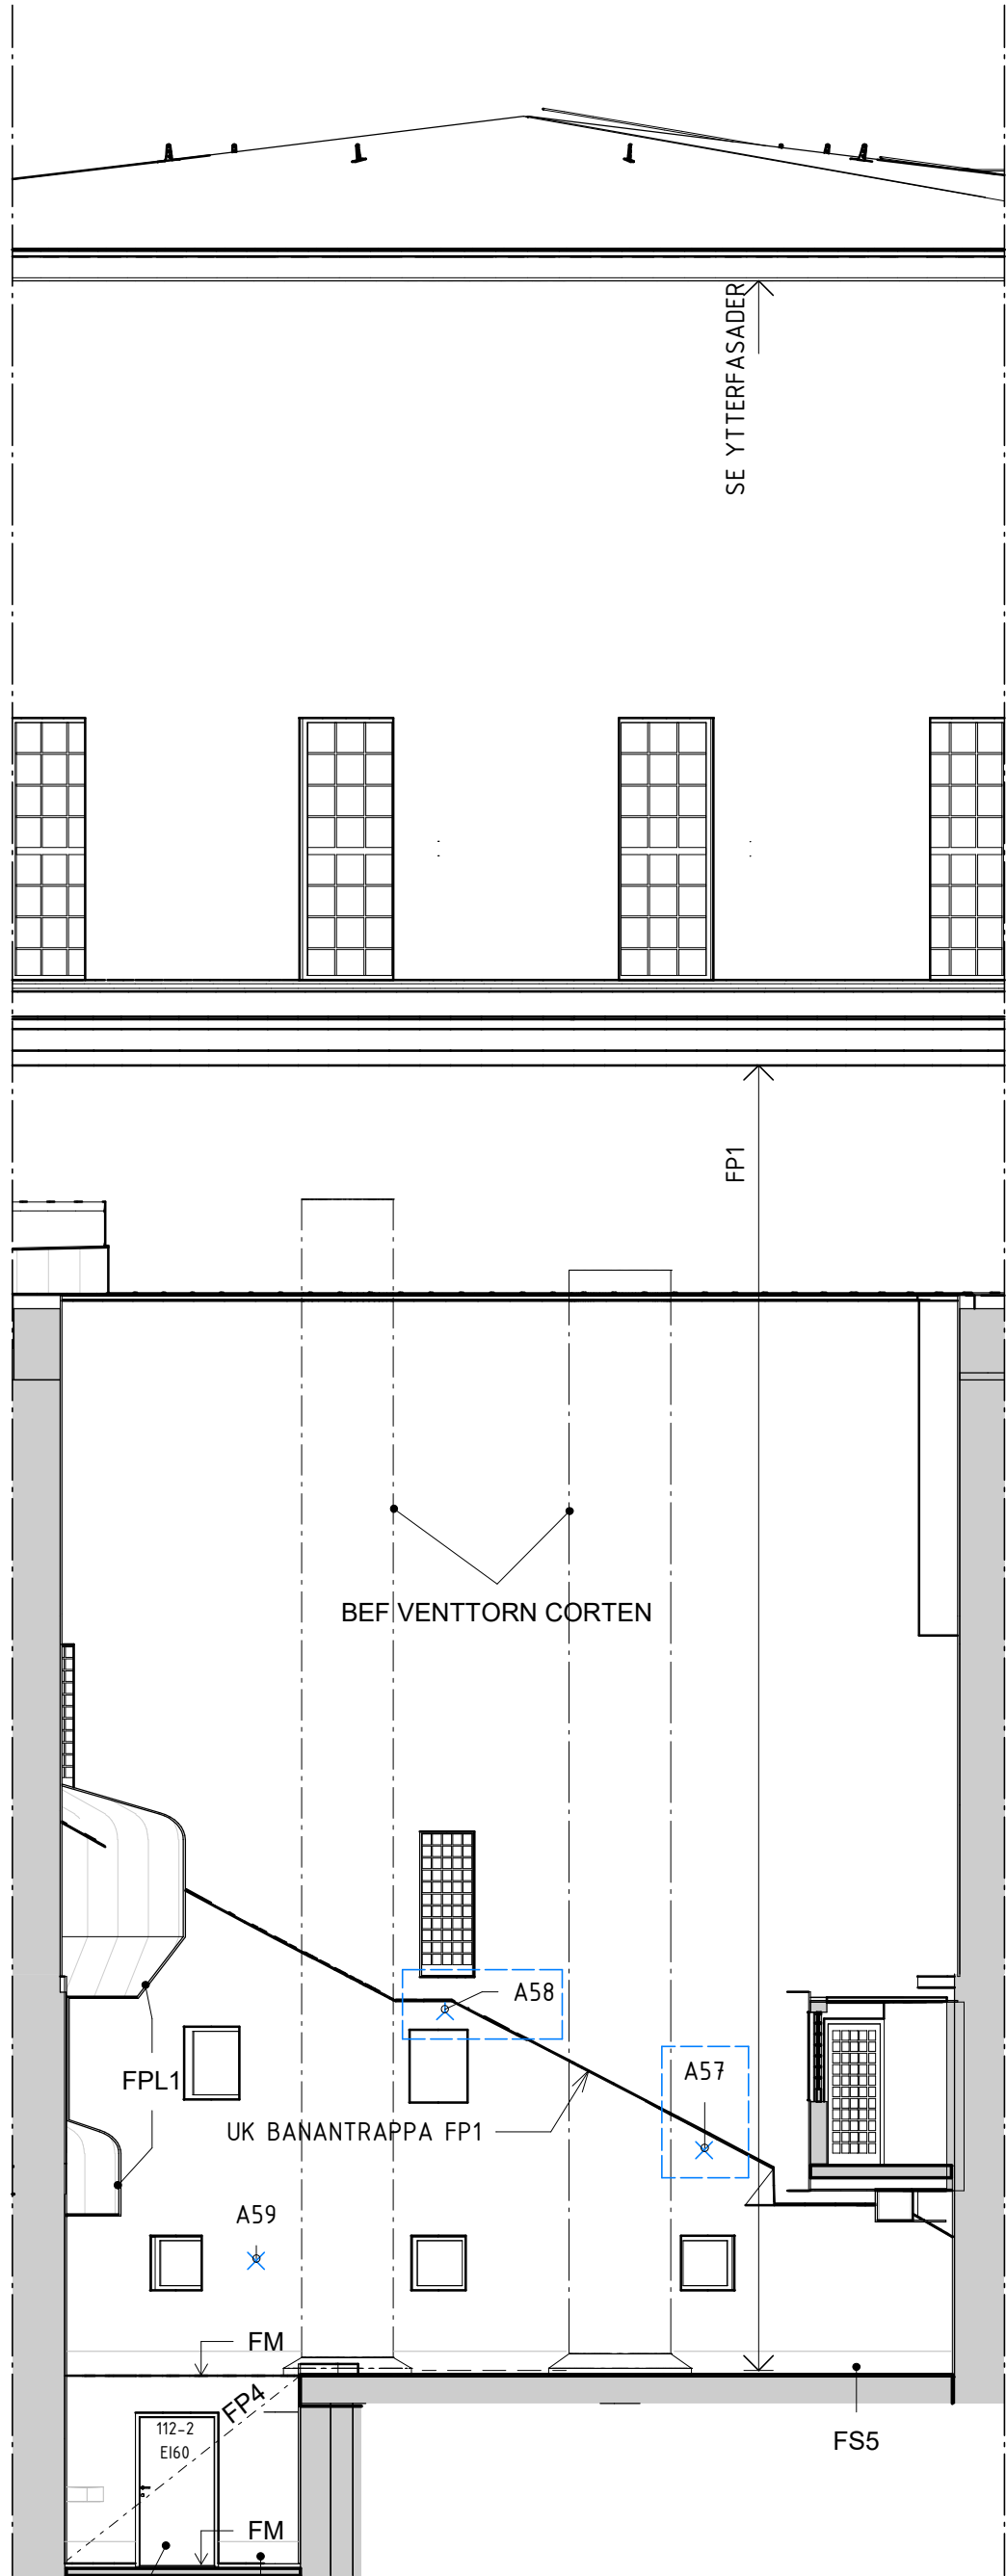 SE YTTERFASADER
FP1
BEF VENTTORN CORTEN
A58
A57
FPL1
UK BANANTRAPPA FP1
A59
FM
FP4
112-2
EI60
FS5
FM